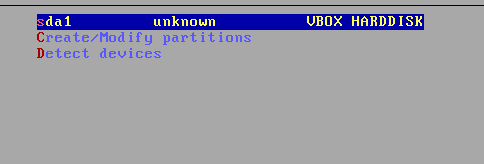 sda1 unknown VBOX HARDDISK
Create/Modify partitions
Detect devices